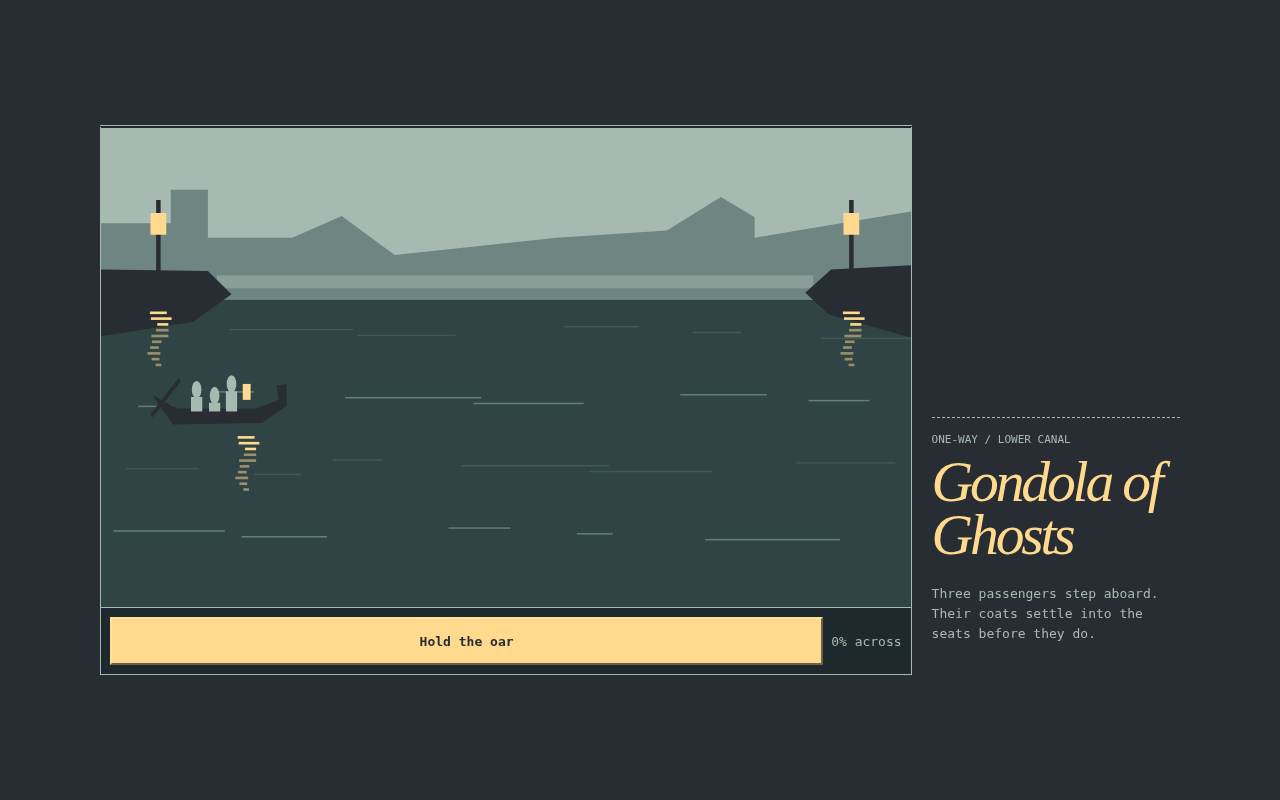 ONE-WAY / LOWER CANAL
Gondola of
Ghosts
Three passengers step aboard.
Their coats settle into the
seats before they do.
Hold the oar
0% across